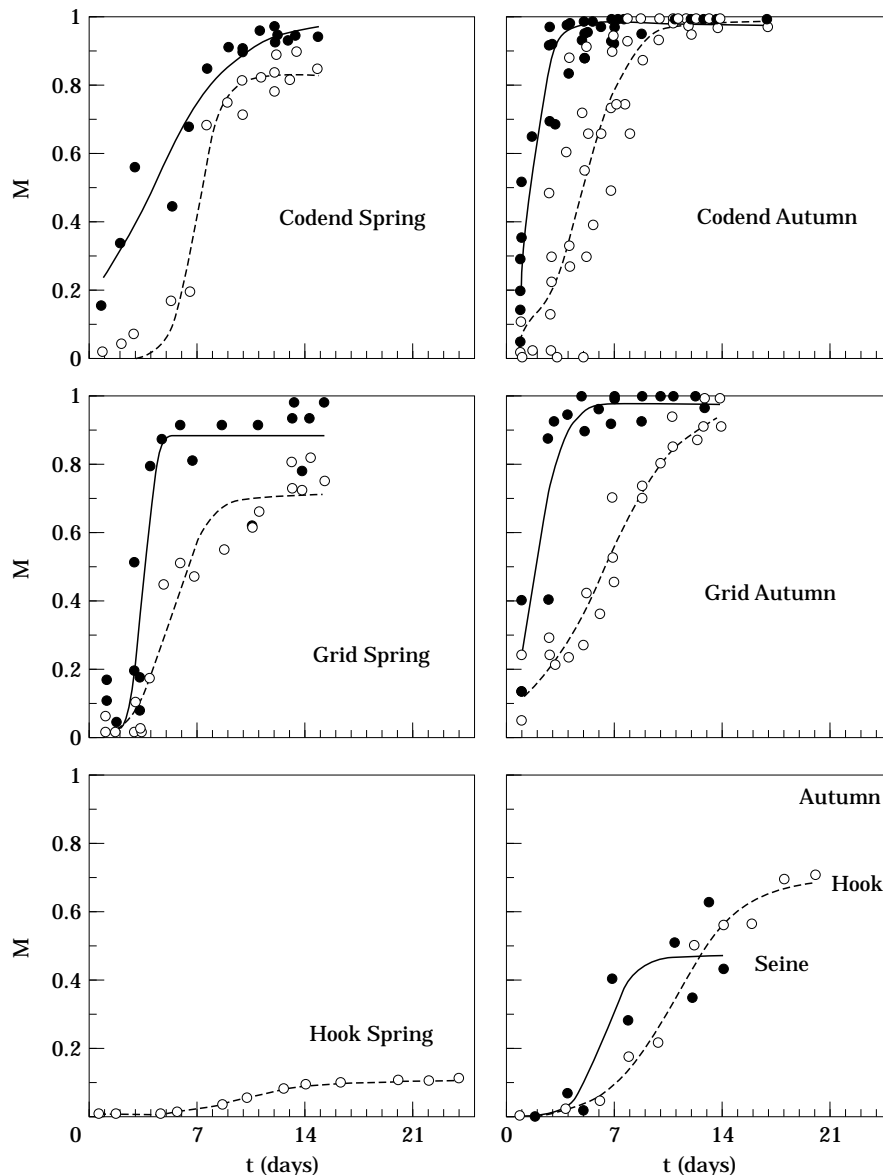 1
0.8
0.6
0.4
0.2
0
M
Codend Spring
Codend Autumn
1
0.8
0.6
0.4
0.2
0
M
Grid Spring
Grid Autumn
1
0.8
0.6
0.4
0.2
M
Hook Spring
Autumn
Hook
Seine
0 7 14 21
t (days)
0 7 14 21
t (days)